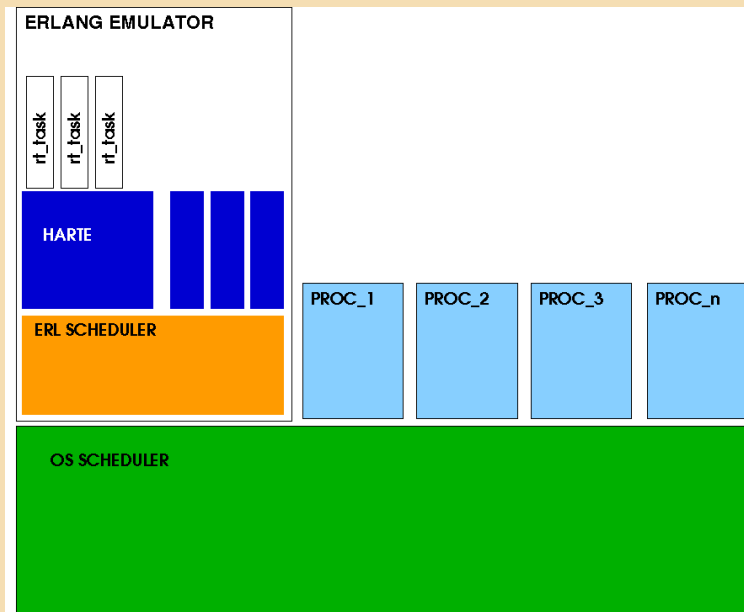 ERLANG EMULATOR
rt_task
rt_task
rt_task
HARTE
ERL SCHEDULER
PROC_1
PROC_2
PROC_3
PROC_n
OS SCHEDULER